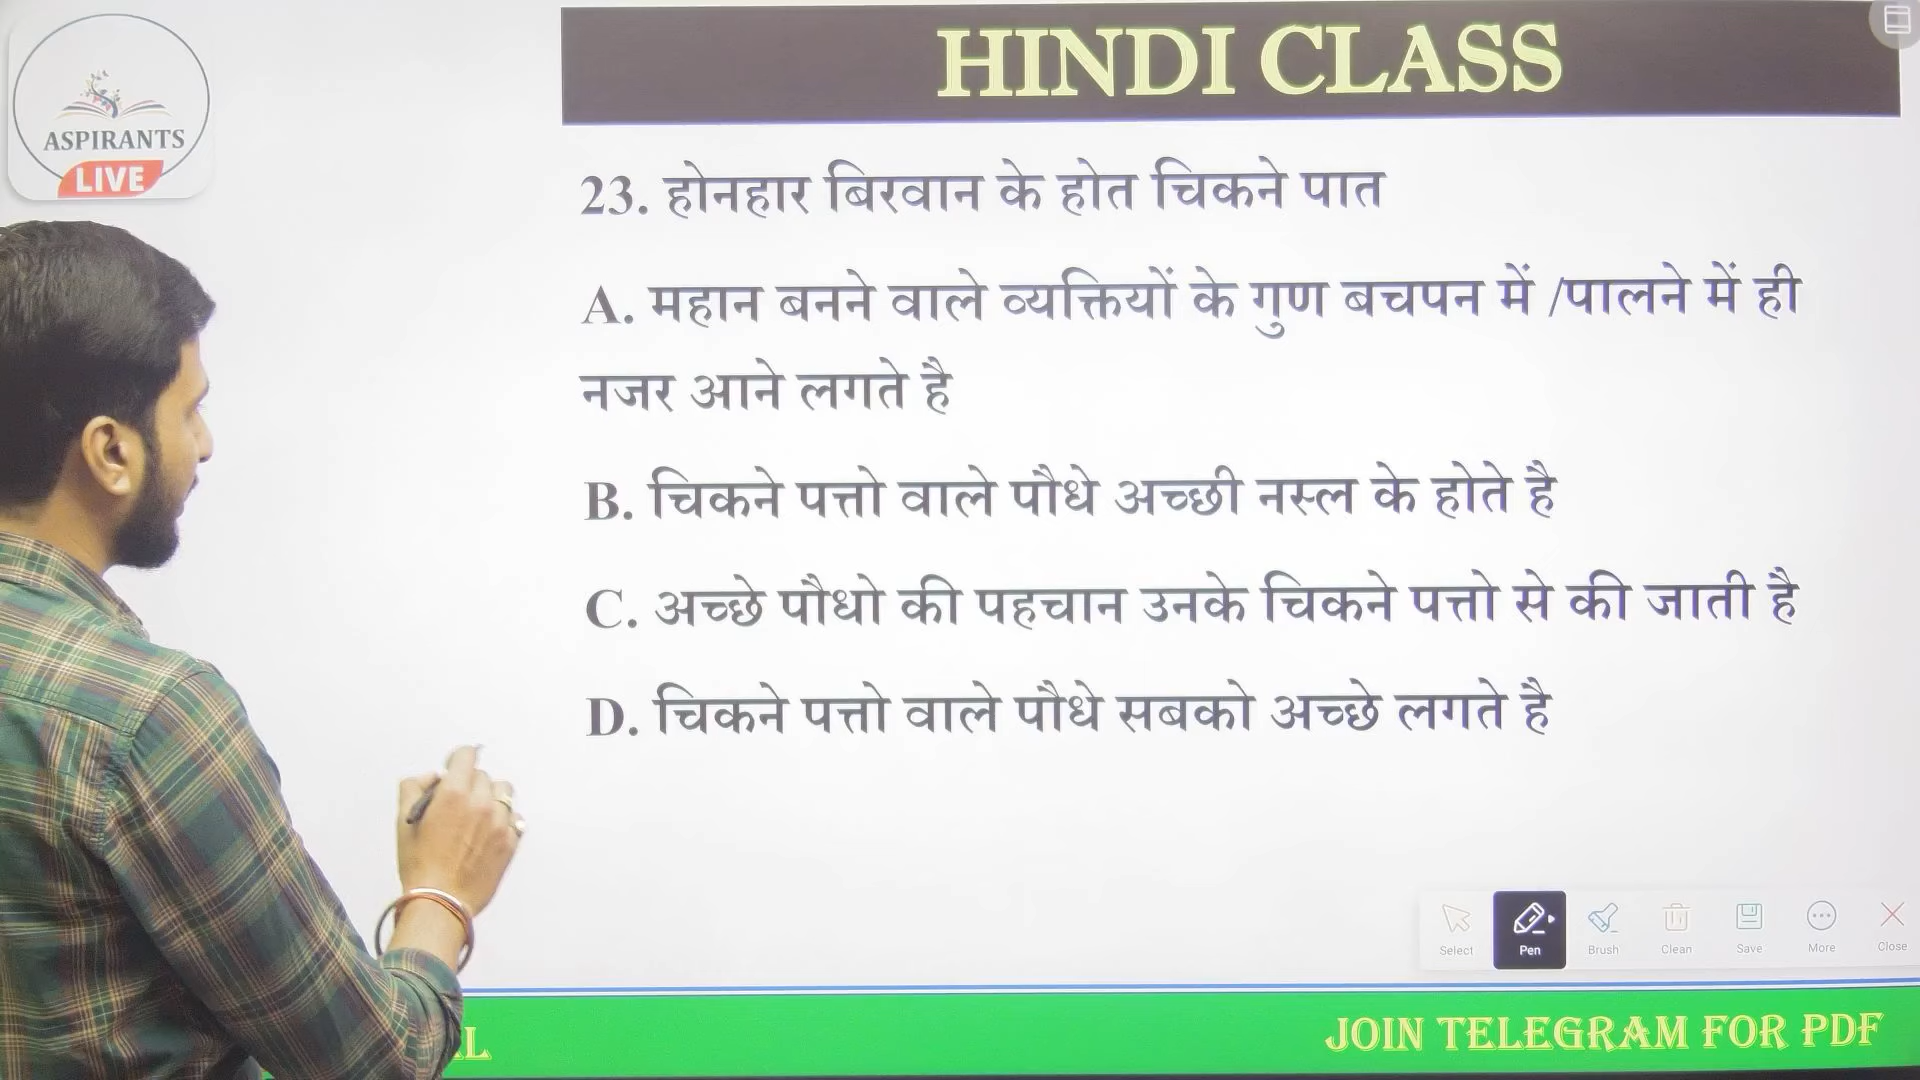 ASPIRANTS
LIVE
HINDI CLASS
23. होनहार बिरवान के होत चिकने पात
A. महान बनने वाले व्यक्तियों के गुण बचपन में /पालने में ही
नजर आने लगते है
B. चिकने पत्तो वाले पौधे अच्छी नस्ल के होते है
C. अच्छे पौधो की पहचान उनके चिकने पत्तो से की जाती है
D. चिकने पत्तो वाले पौधे सबको अच्छे लगते है
Select Pen Brush Clean Save More Close
JOIN TELEGRAM FOR PDF